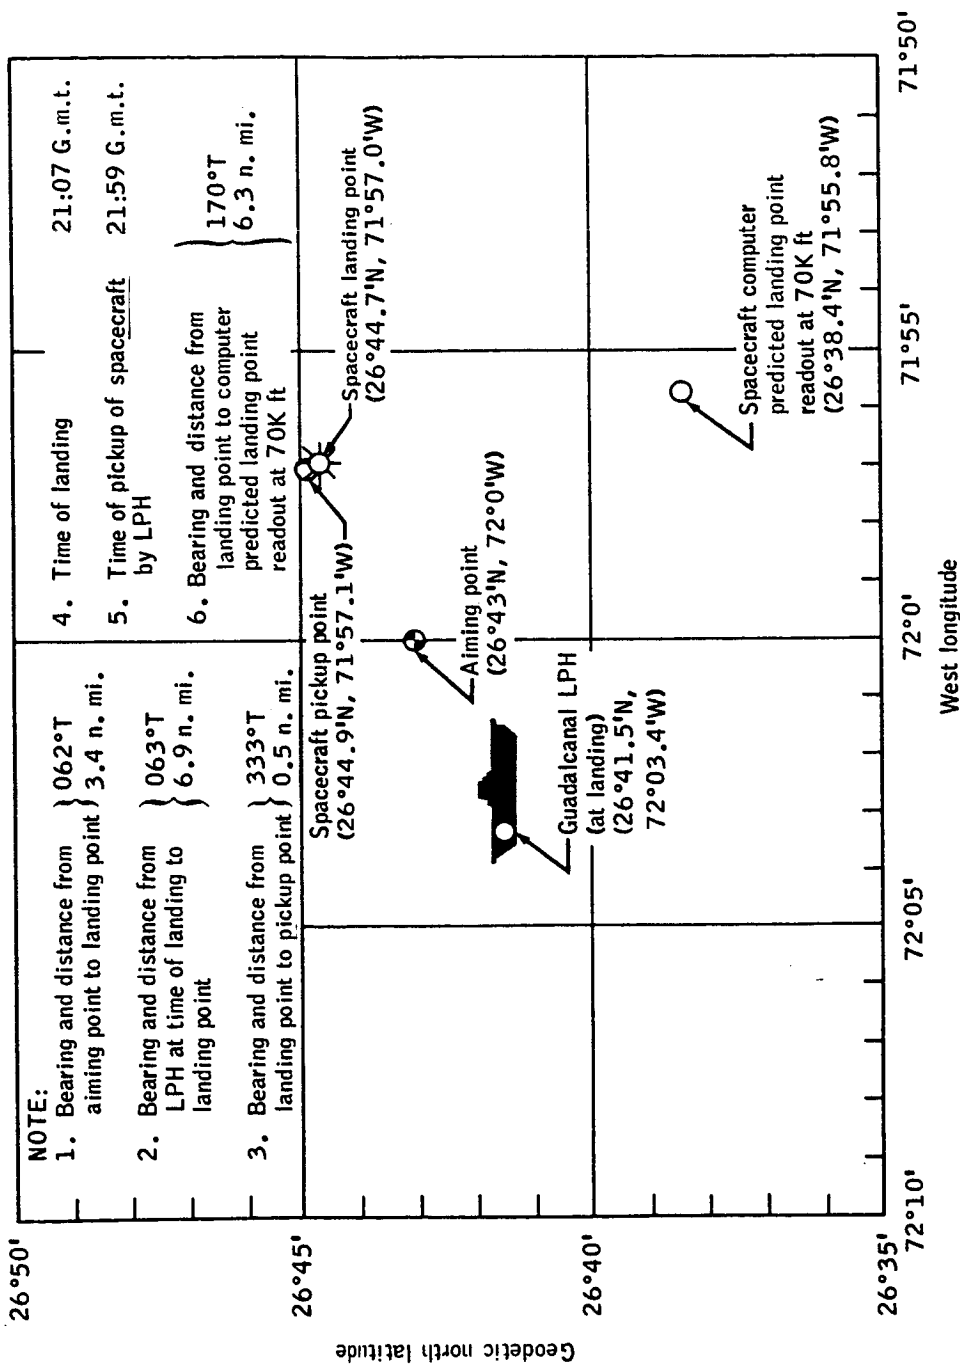 NOTE:
1. Bearing and distance from
aiming point to landing point
} 062°T
3.4 n. mi.
2. Bearing and distance from
LPH at time of landing to
landing point
} 063°T
6.9 n. mi.
3. Bearing and distance from
landing point to pickup point
} 333°T
0.5 n. mi.
4. Time of landing 21:07 G.m.t.
5. Time of pickup of spacecraft 21:59 G.m.t.
by LPH
6. Bearing and distance from
landing point to computer
predicted landing point
readout at 70K ft
} 170°T
6.3 n. mi.
Spacecraft pickup point
(26°44.9'N, 71°57.1'W)
Spacecraft landing point
(26°44.7'N, 71°57.0'W)
Aiming point
(26°43'N, 72°0'W)
Guadalcanal LPH
(at landing)
(26°41.5'N,
72°03.4'W)
Spacecraft computer
predicted landing point
readout at 70K ft
(26°38.4'N, 71°55.8'W)
Geodetic north latitude
26°50'
26°45'
26°40'
26°35'
72°10'
72°05'
72°0'
71°55'
71°50'
West longitude